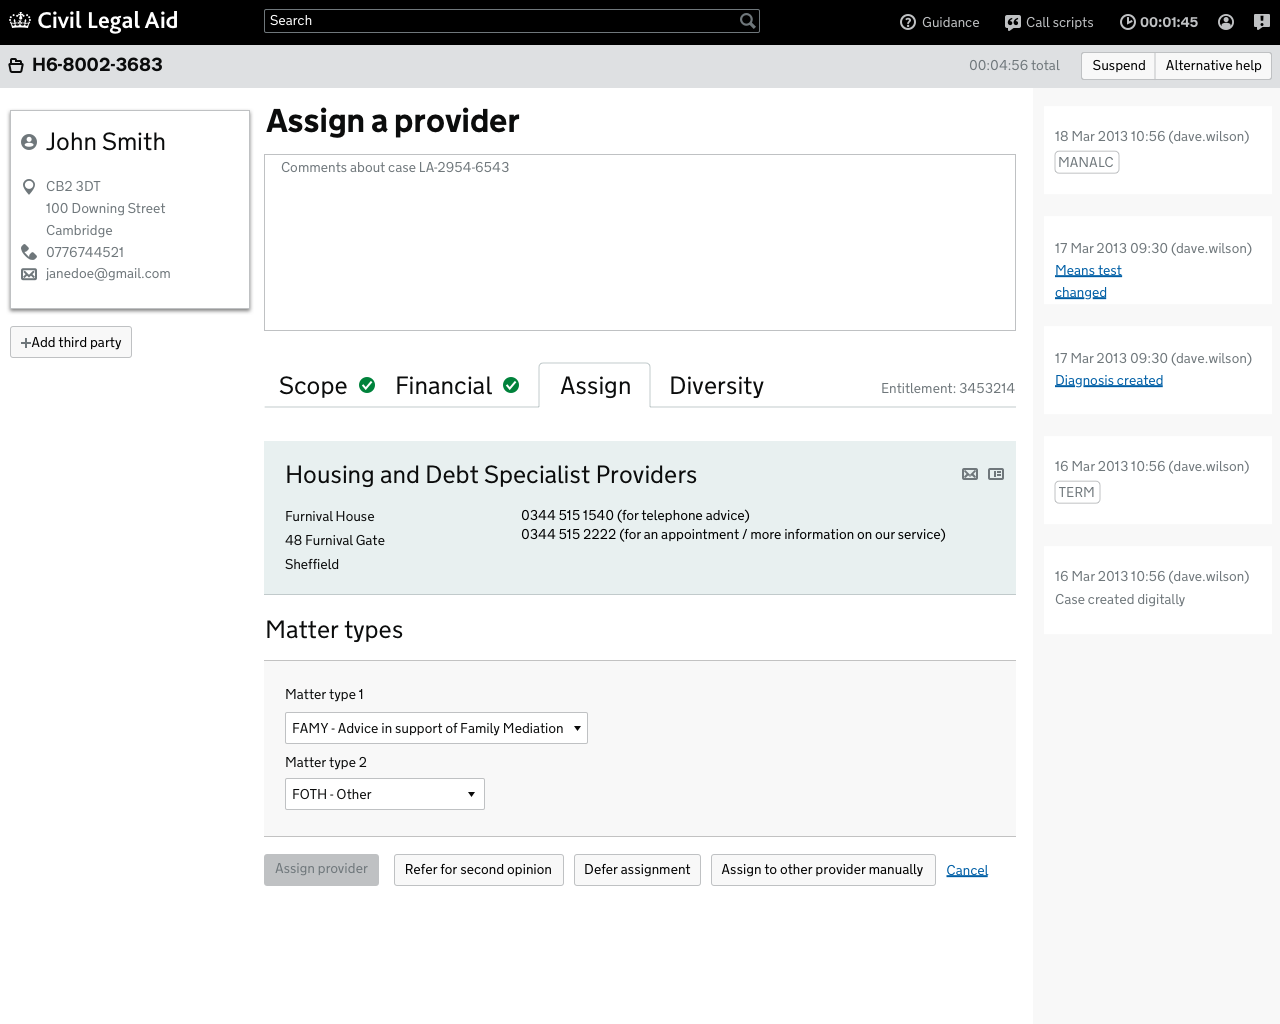 Civil Legal Aid
Search
Guidance
Call scripts
00:01:45
H6-8002-3683
00:04:56 total
Suspend
Alternative help
John Smith
CB2 3DT
100 Downing Street
Cambridge
0776744521
janedoe@gmail.com
+Add third party
Assign a provider
Comments about case LA-2954-6543
Scope
Financial
Assign
Diversity
Entitlement: 3453214
Housing and Debt Specialist Providers
Furnival House
48 Furnival Gate
Sheffield
0344 515 1540 (for telephone advice)
0344 515 2222 (for an appointment / more information on our service)
Matter types
Matter type 1
FAMY - Advice in support of Family Mediation
Matter type 2
FOTH - Other
Assign provider
Refer for second opinion
Defer assignment
Assign to other provider manually
Cancel
18 Mar 2013 10:56 (dave.wilson)
MANALC
17 Mar 2013 09:30 (dave.wilson)
Means test
changed
17 Mar 2013 09:30 (dave.wilson)
Diagnosis created
16 Mar 2013 10:56 (dave.wilson)
TERM
16 Mar 2013 10:56 (dave.wilson)
Case created digitally